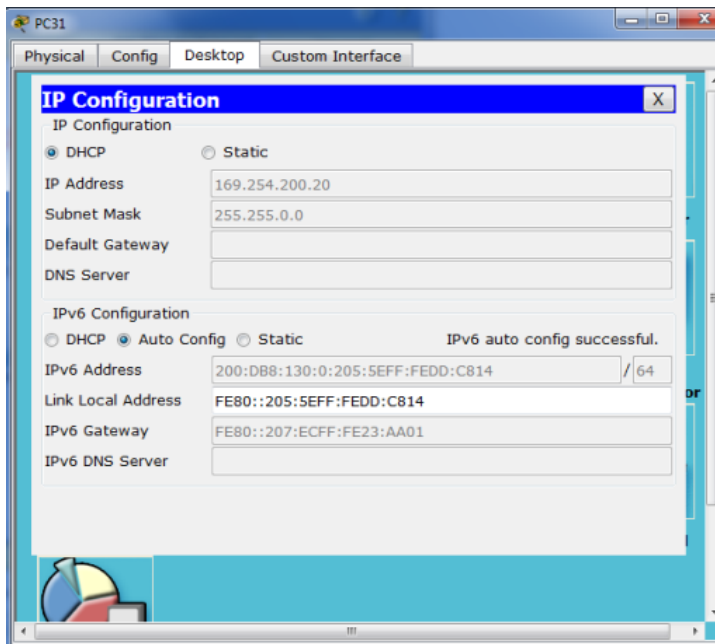 PC31
Physical Config Desktop Custom Interface
IP Configuration X
IP Configuration
DHCP Static
IP Address 169.254.200.20
Subnet Mask 255.255.0.0
Default Gateway
DNS Server
IPv6 Configuration
DHCP Auto Config Static IPv6 auto config successful.
IPv6 Address 200:DB8:130:0:205:5EFF:FEDD:C814 / 64
Link Local Address FE80::205:5EFF:FEDD:C814
IPv6 Gateway FE80::207:ECFF:FE23:AA01
IPv6 DNS Server
or